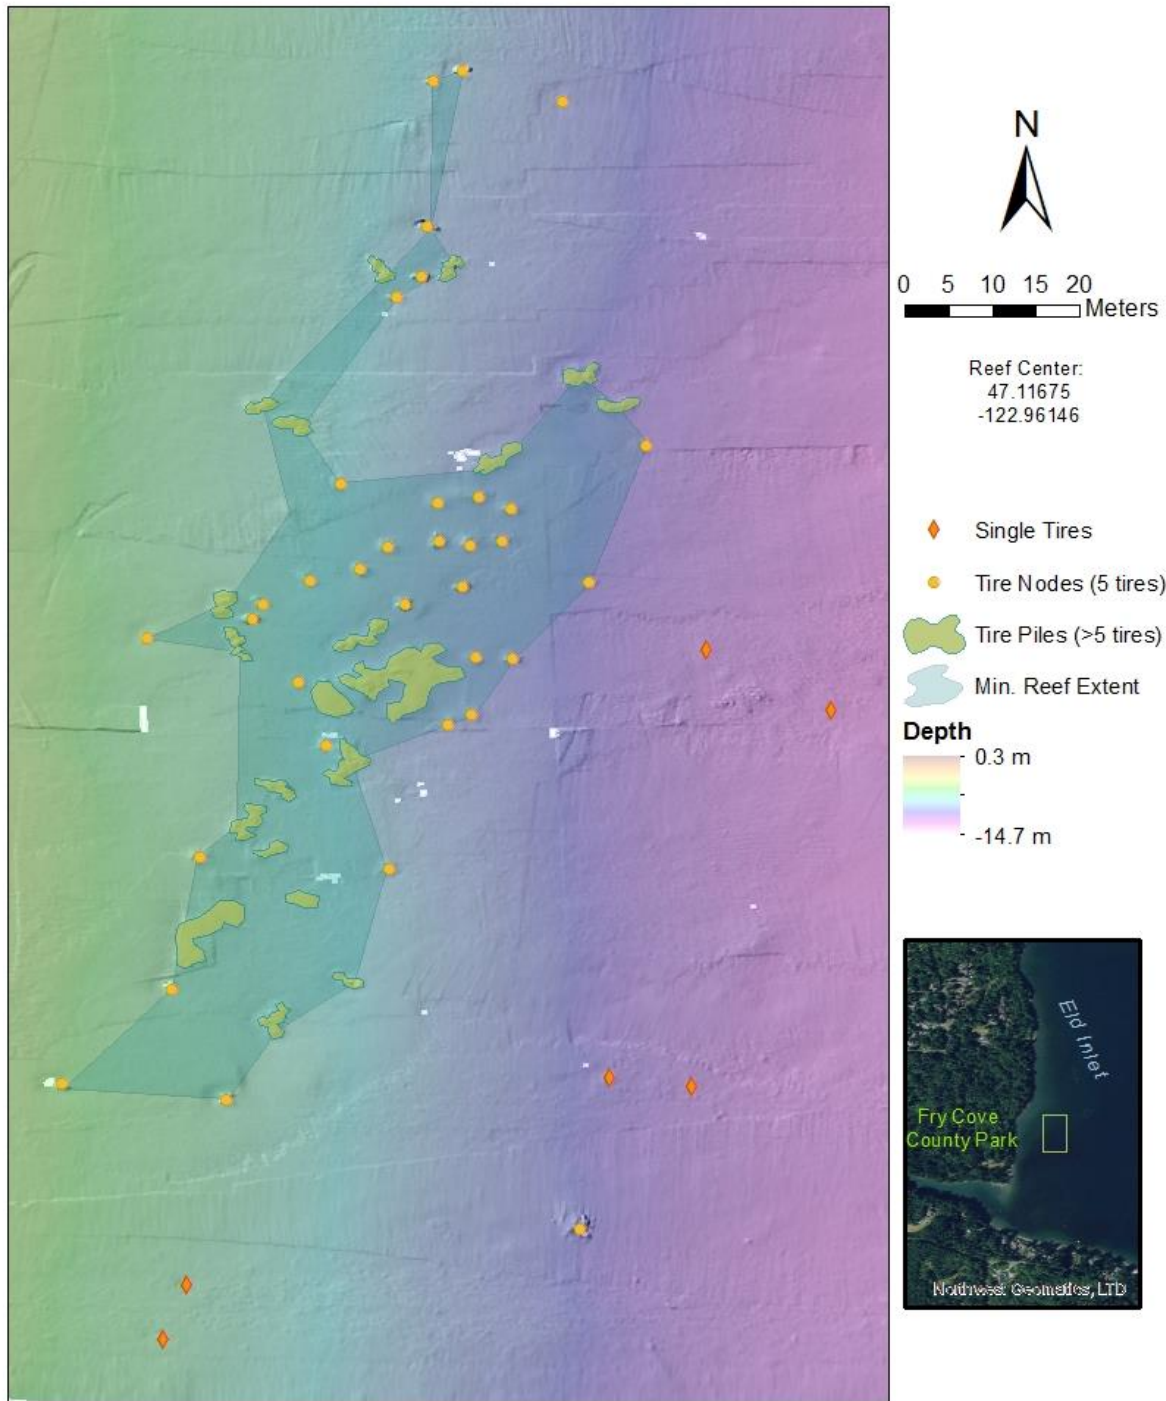 N
0 5 10 15 20
Meters
Reef Center:
47.11675
-122.96146
Single Tires
Tire Nodes (5 tires)
Tire Piles (>5 tires)
Min. Reef Extent
Depth
0.3 m
-14.7 m
Eld Inlet
Fry Cove
County Park
Northwest Geomatics, LTD